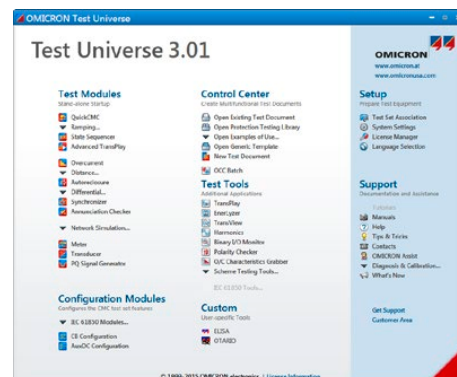 OMICRON Test Universe
Test Universe 3.01
OMICRON
www.omicron.at
www.omicronusa.com
Test Modules
Stand-alone Startup
QuickCMC
Ramping...
State Sequencer
Advanced TransPlay
Overcurrent
Distance...
Autoreclosure
Differential...
Synchronizer
Annunciation Checker
Network Simulation...
Meter
Transducer
PQ Signal Generator
Configuration Modules
Configures the CMC test set features
IEC 61850 Modules...
CB Configuration
AuxDC Configuration
Control Center
Create Multifunctional Test Documents
Open Existing Test Document
Open Protection Testing Library
Open Examples of Use...
Open Generic Template
New Test Document
OCC Batch
Test Tools
Additional Applications
TransPlay
EnerLyzer
TransView
Harmonics
Binary I/O Monitor
Polarity Checker
O/C Characteristics Grabber
Scheme Testing Tools...
IEC 61850 Tools...
Custom
User-specific Tools
ELISA
OTARIO
Setup
Prepare Test Equipment
Test Set Association
System Settings
License Manager
Language Selection
Support
Documentation and Assistance
Tutorials
Manuals
Help
Tips & Tricks
Contacts
OMICRON Assist
Diagnosis & Calibration...
What's New
Get Support
Customer Area
© 1999-2015 OMICRON electronics | License Information